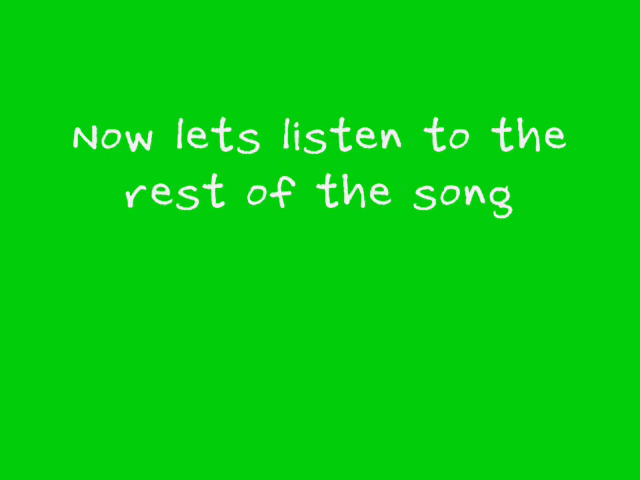 Now lets listen to the
rest of the song